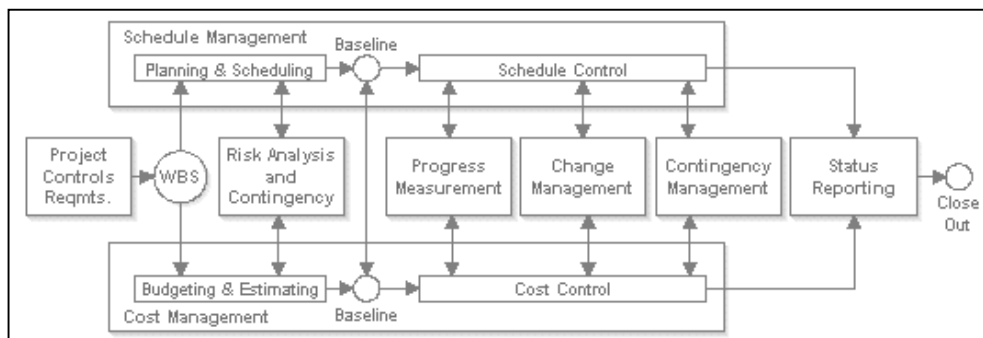 Schedule Management
Baseline
Planning & Scheduling
Schedule Control
Project
Controls
Reqmts.
WBS
Risk Analysis
and
Contingency
Progress
Measurement
Change
Management
Contingency
Management
Status
Reporting
Close
Out
Budgeting & Estimating
Cost Control
Cost Management
Baseline